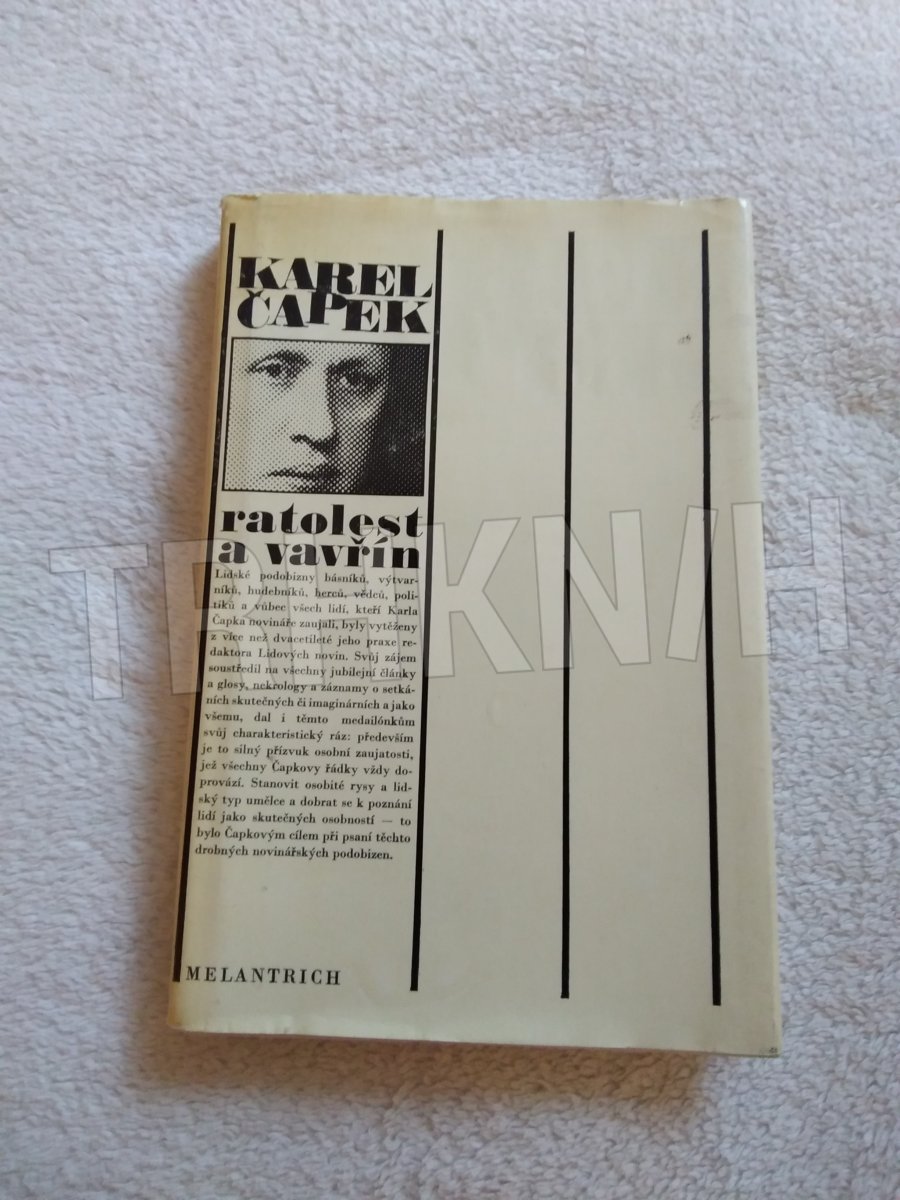 KAREL
ČAPEK
ratolest
a vavřín
Lidské podobizny básníků, výtvar-
níků, hudebníků, herců, vědců, poli-
tiků a vůbec všech lidí, kteří Karla
Čapka novináře zaujali, byly vytěženy
z více než dvacetileté jeho praxe re-
daktora Lidových novin. Svůj zájem
soustředil na všechny jubilejní články
a glosy, nekrology a záznamy o setká-
ních skutečných či imaginárních a jako
všemu, dal i těmto medailónkům
svůj charakteristický ráz: především
je to silný přízvuk osobní zaujatosti,
jež všechny Čapkovy řádky vždy do-
provází. Stanovit osobité rysy a lid-
ský typ umělce a dobrat se k poznání
lidí jako skutečných osobností — to
bylo Čapkovým cílem při psaní těchto
drobných novinářských podobizen.
MELANTRICH